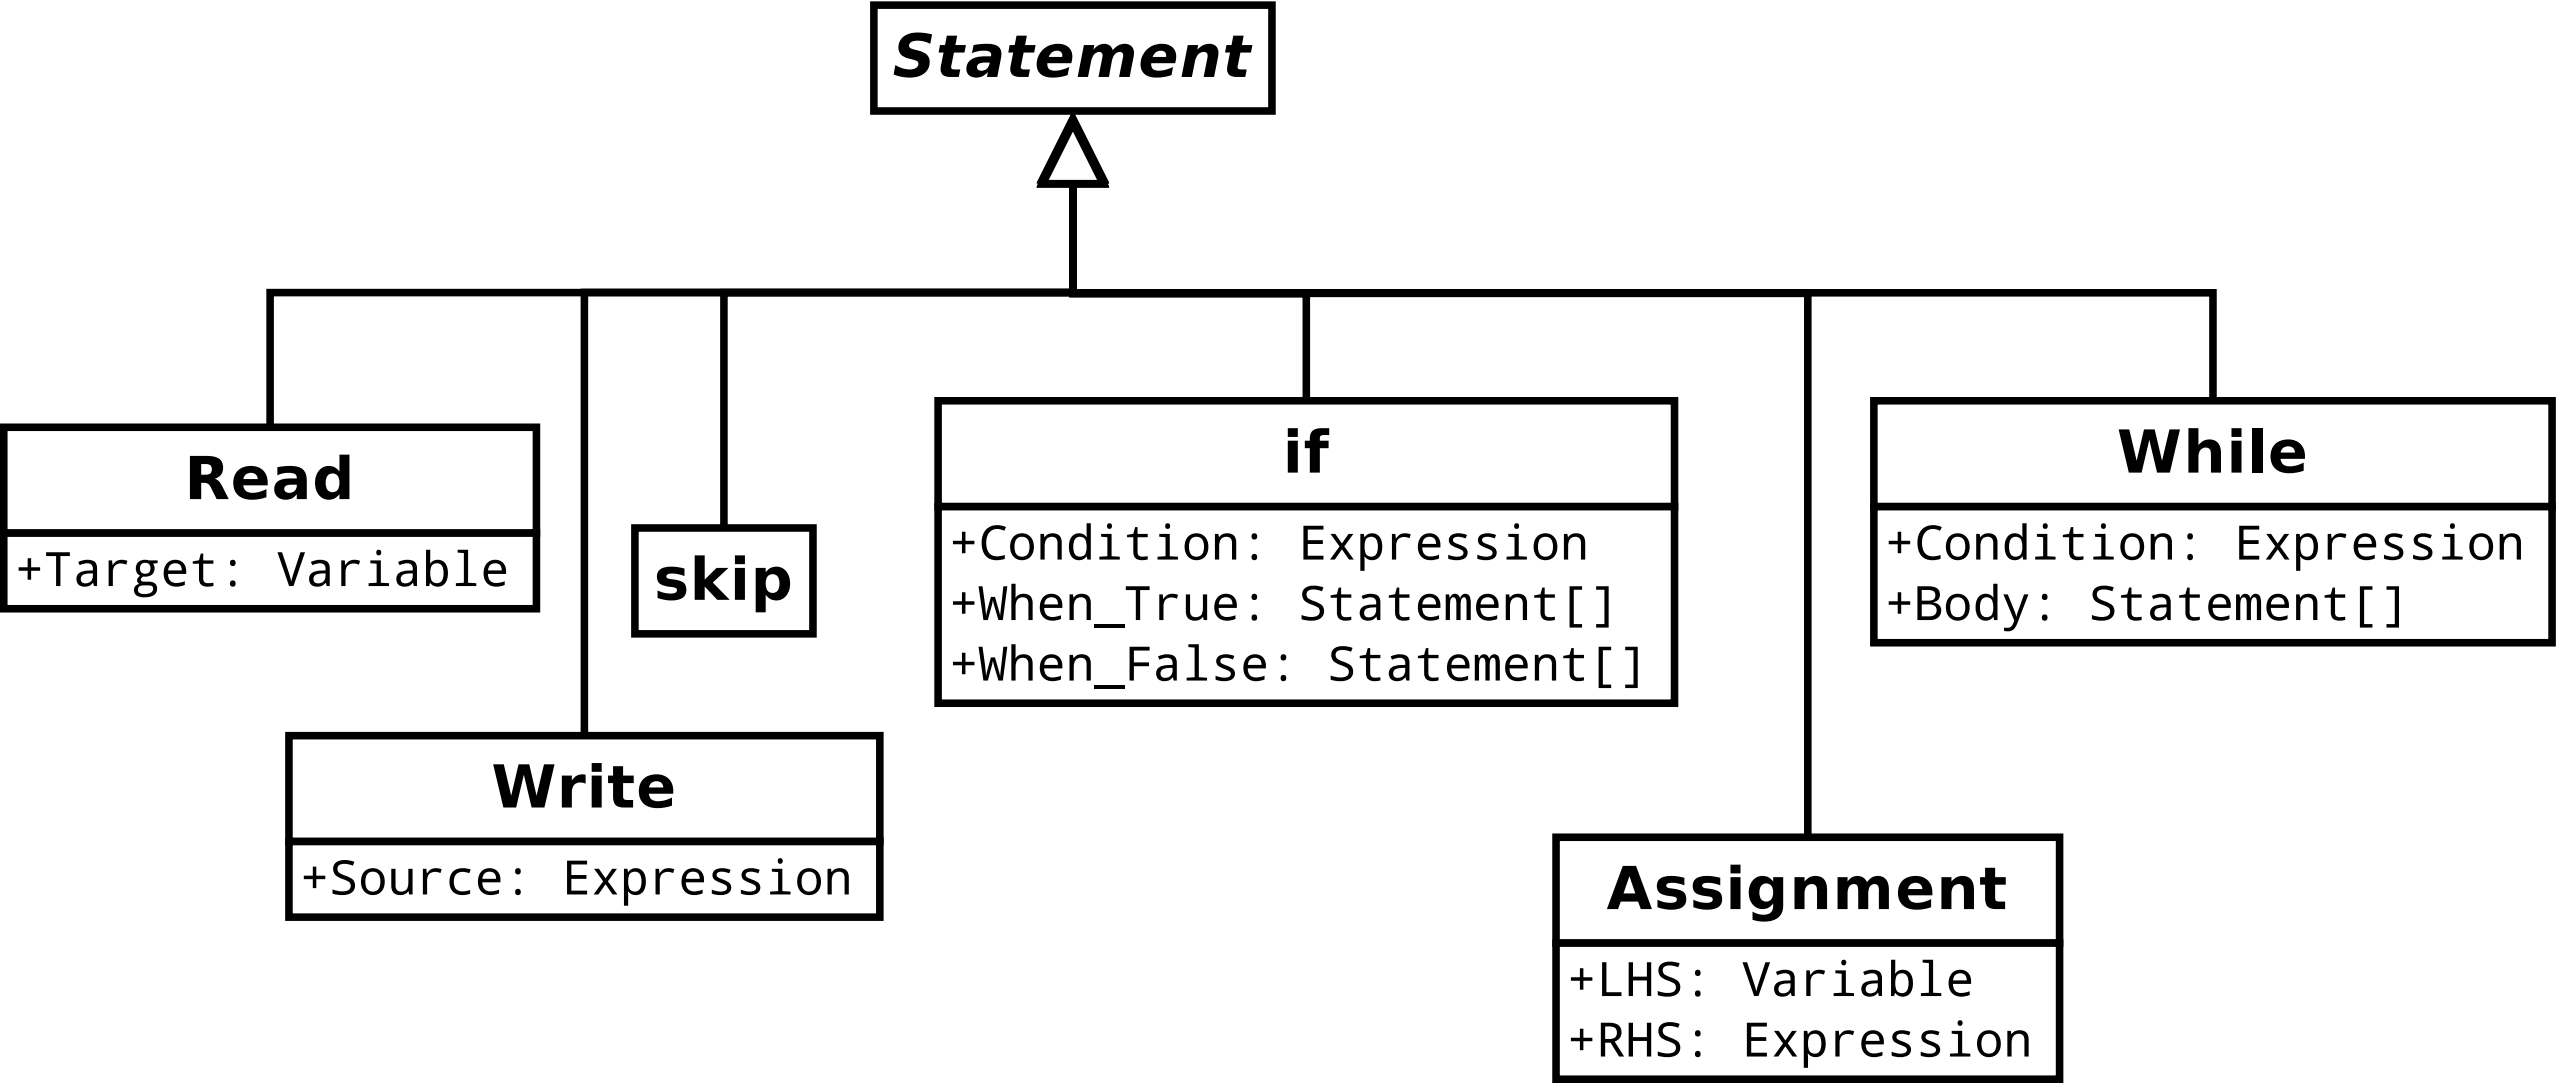 Statement
Read
+Target: Variable
skip
if
+Condition: Expression
+When_True: Statement[]
+When_False: Statement[]
While
+Condition: Expression
+Body: Statement[]
Write
+Source: Expression
Assignment
+LHS: Variable
+RHS: Expression